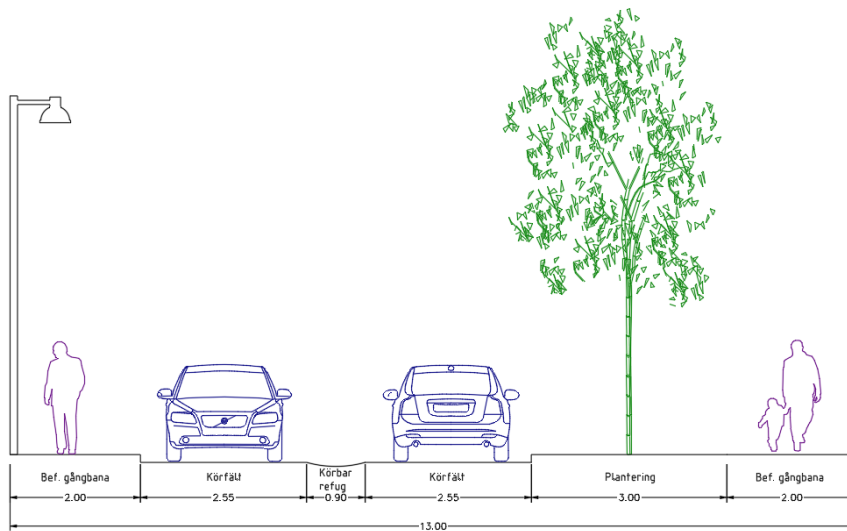 Bef. gångbana
Körfält
Körbar
refug
Körfält
Plantering
Bef. gångbana
2.00
2.55
0.90
2.55
3.00
2.00
13.00